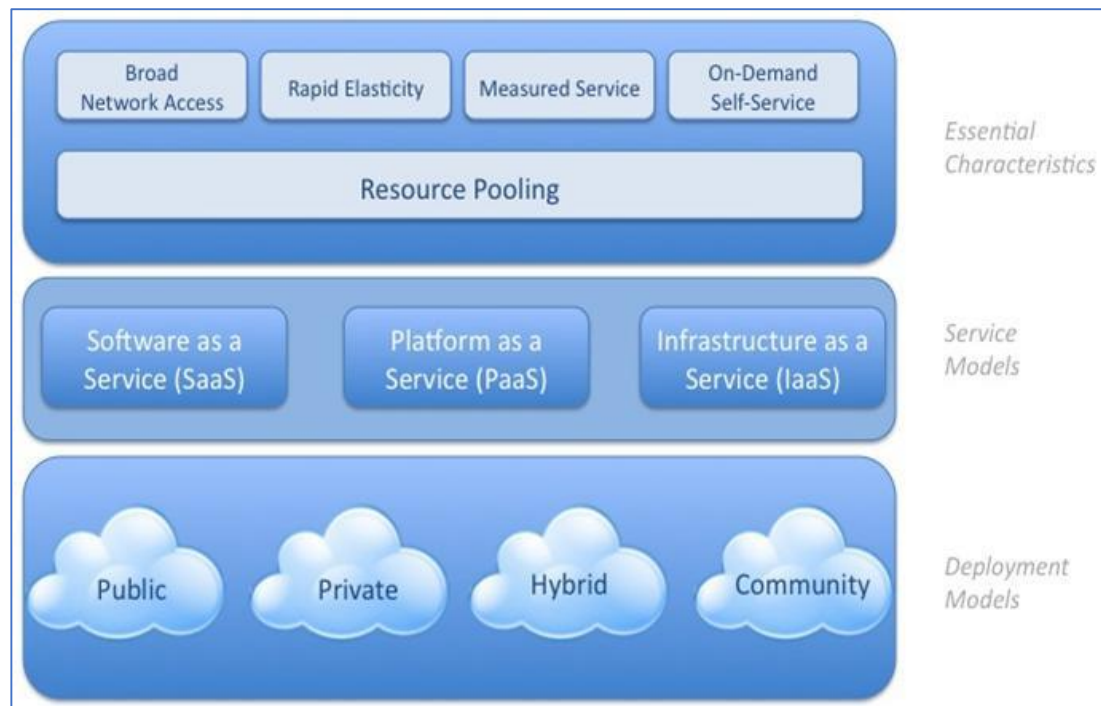 Broad
Network Access
Rapid Elasticity
Measured Service
On-Demand
Self-Service
Resource Pooling
Essential
Characteristics
Software as a
Service (SaaS)
Platform as a
Service (PaaS)
Infrastructure as a
Service (IaaS)
Service
Models
Public
Private
Hybrid
Community
Deployment
Models